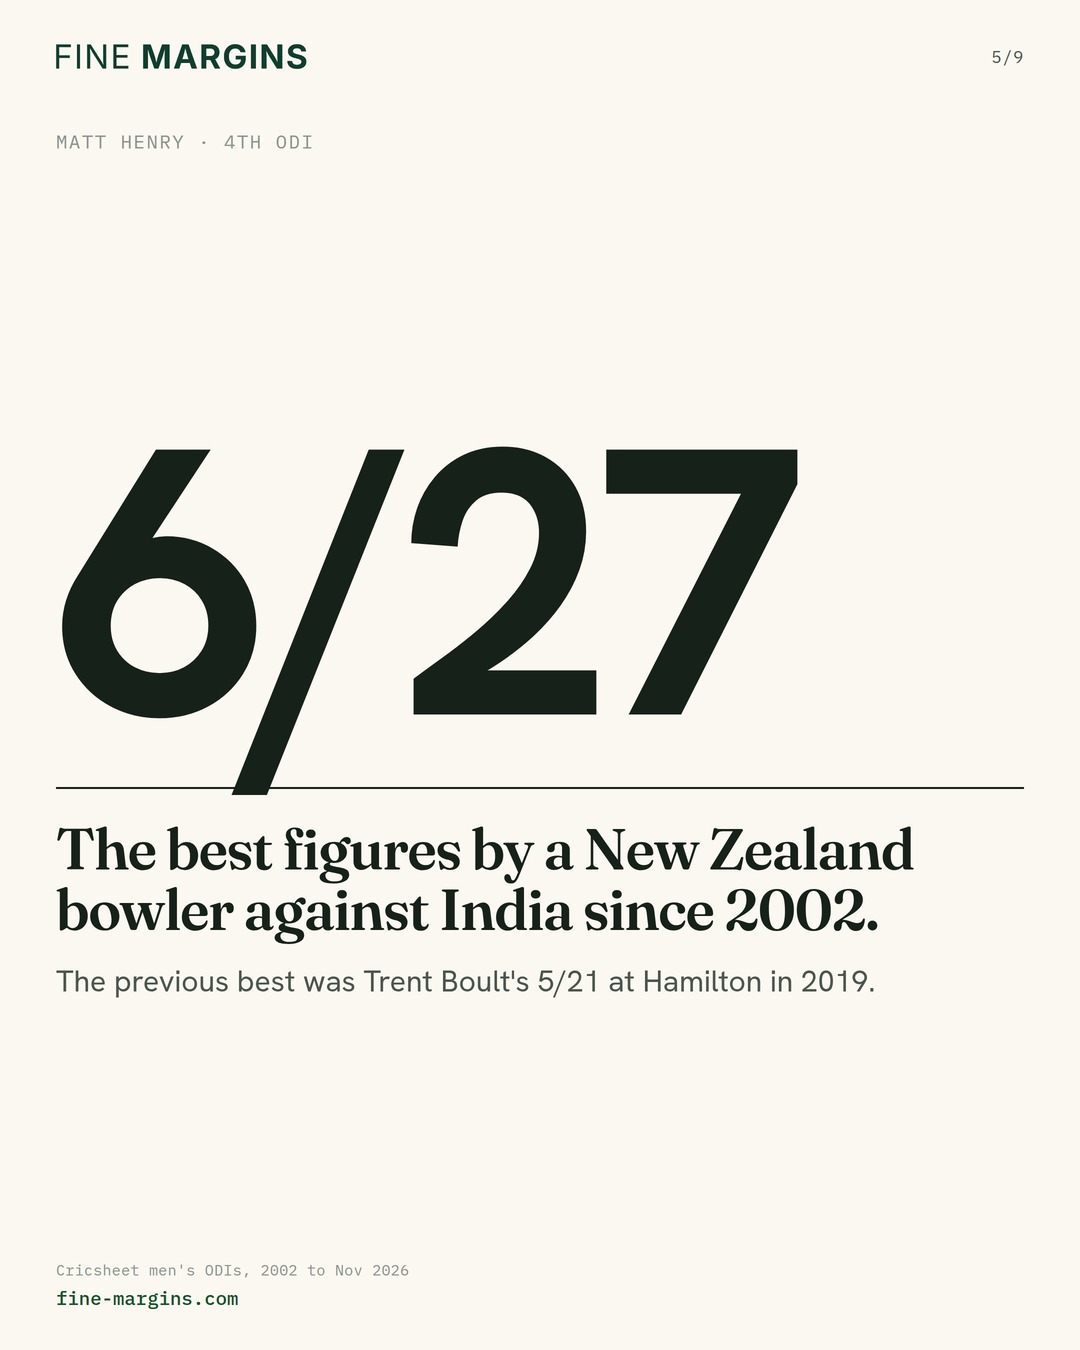 FINE MARGINS
5/9
MATT HENRY · 4TH ODI
6/27
The best figures by a New Zealand
bowler against India since 2002.
The previous best was Trent Boult's 5/21 at Hamilton in 2019.
Cricsheet men's ODIs, 2002 to Nov 2026
fine-margins.com